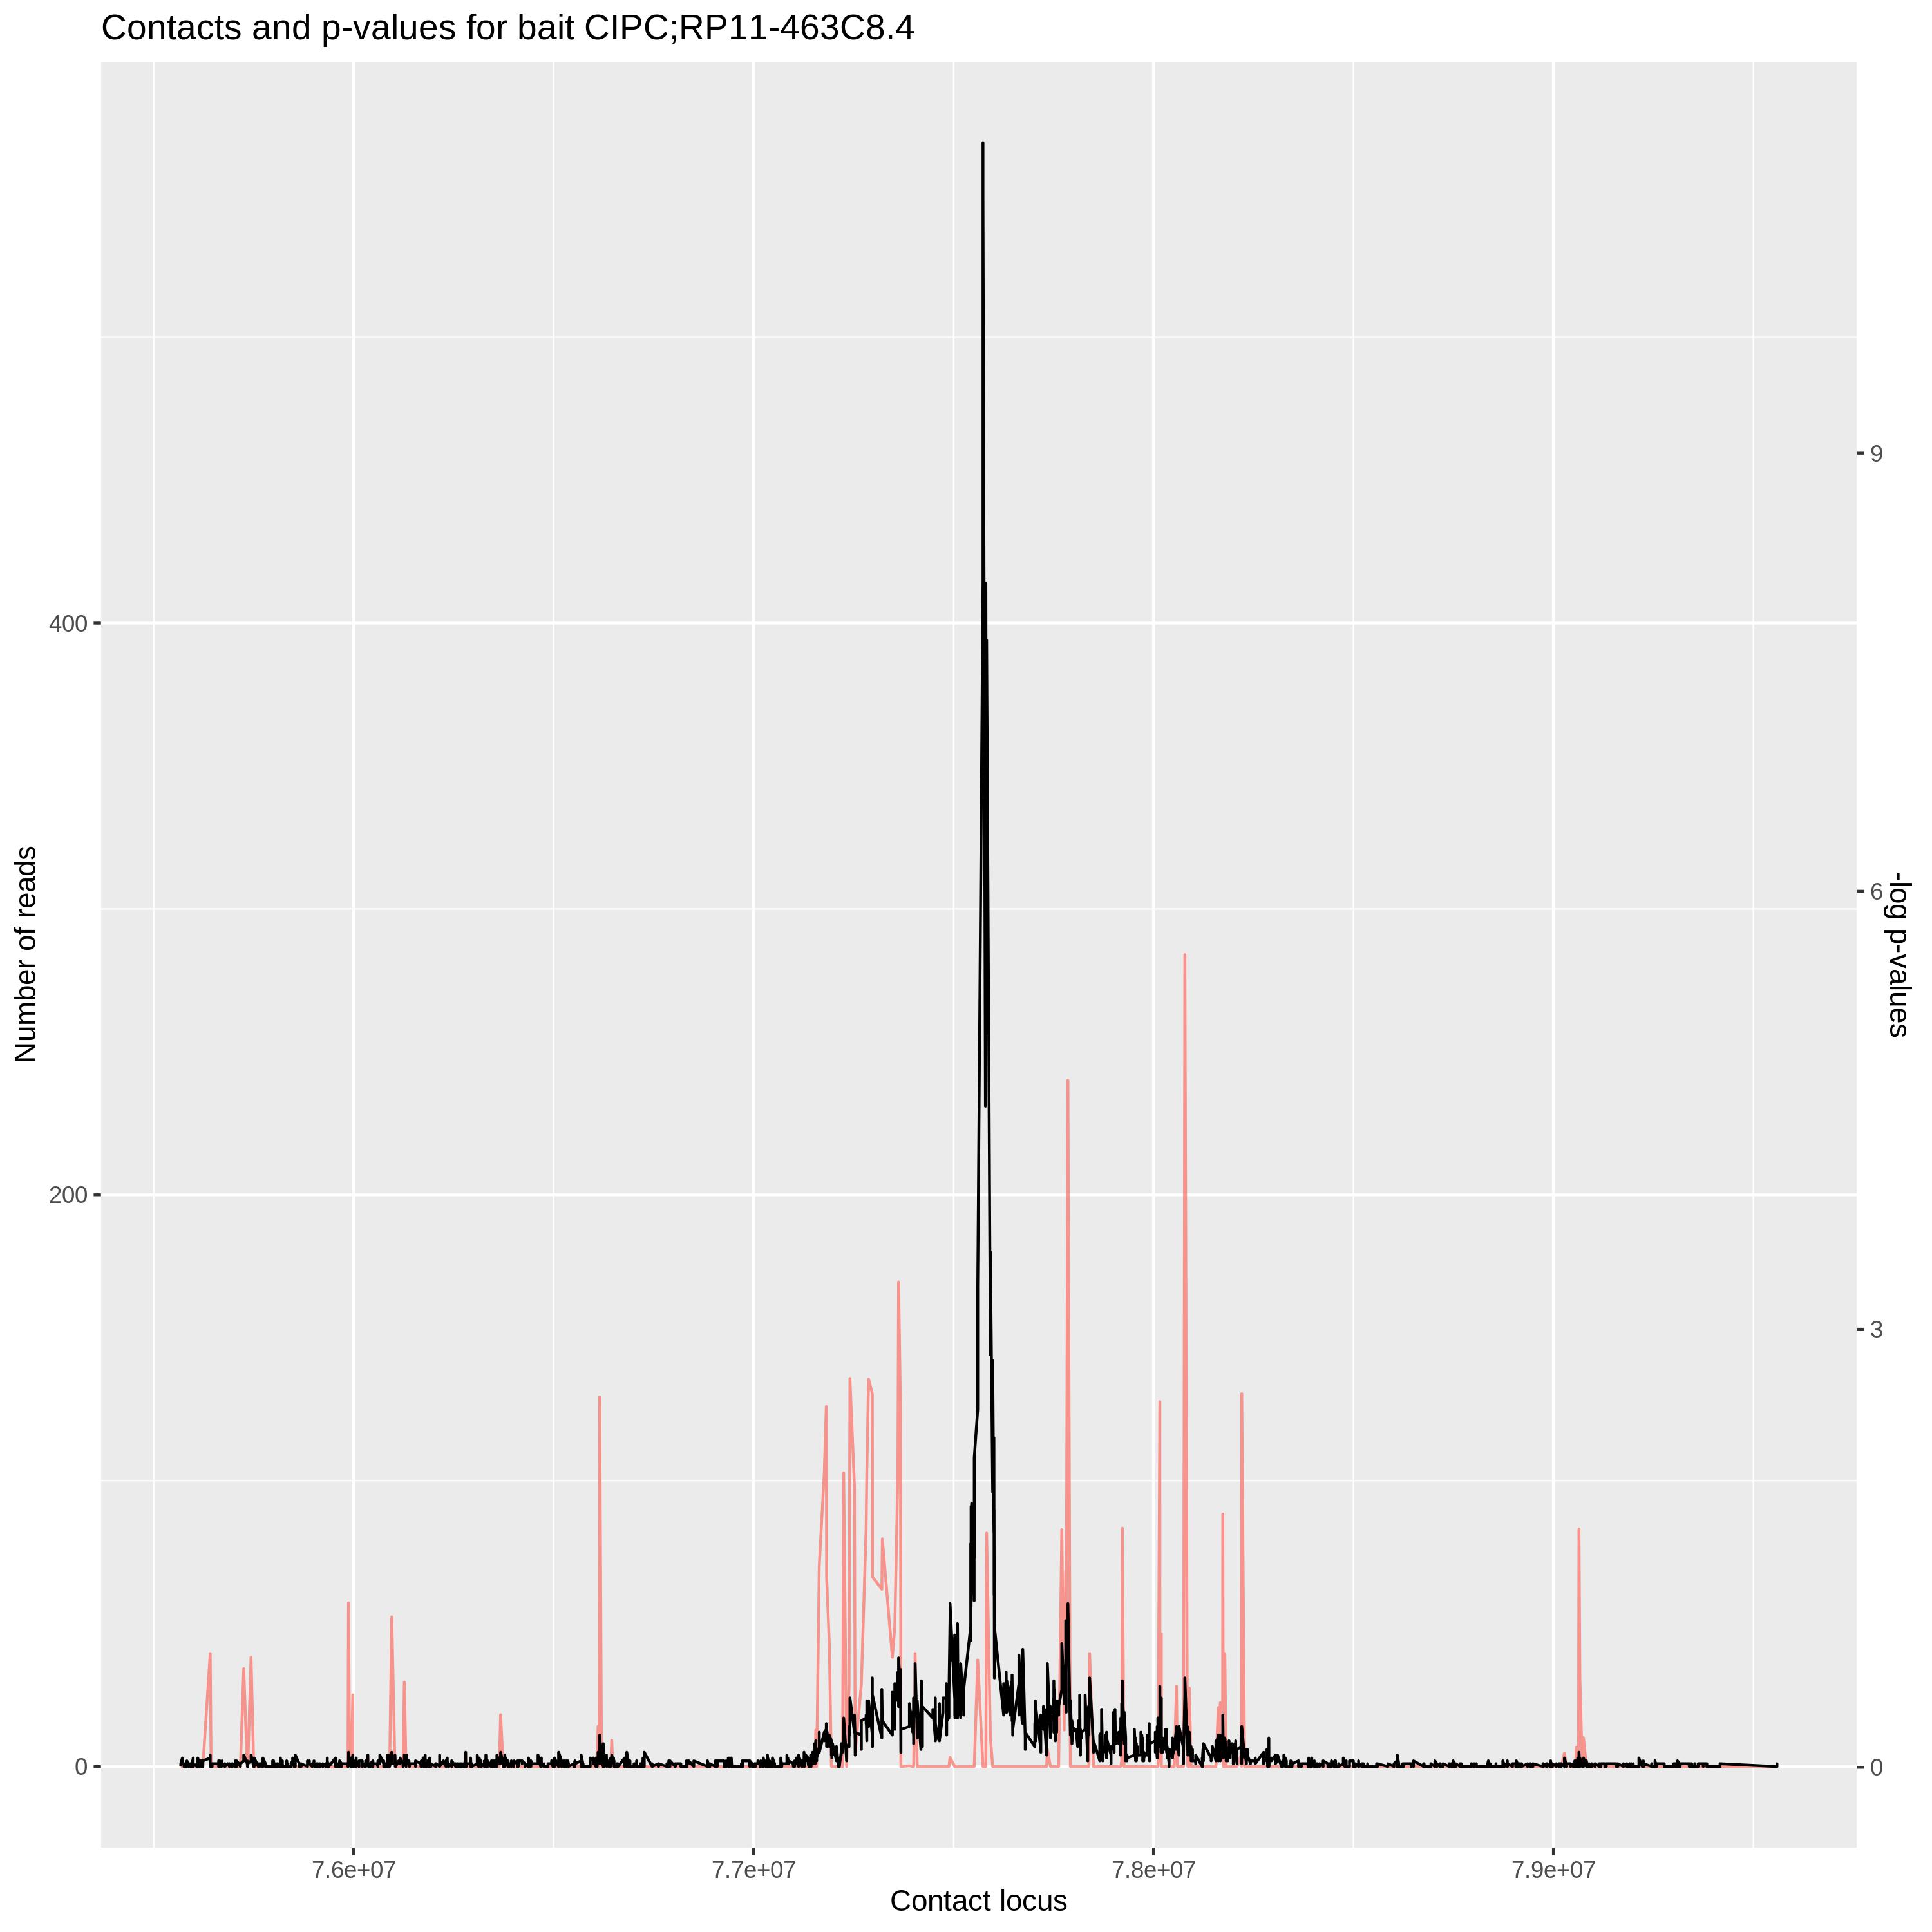 Contacts and p-values for bait CIPC;RP11-463C8.4
Number of reads
400
200
0
9
6
3
0
-log p-values
7.6e+07
7.7e+07
7.8e+07
7.9e+07
Contact locus